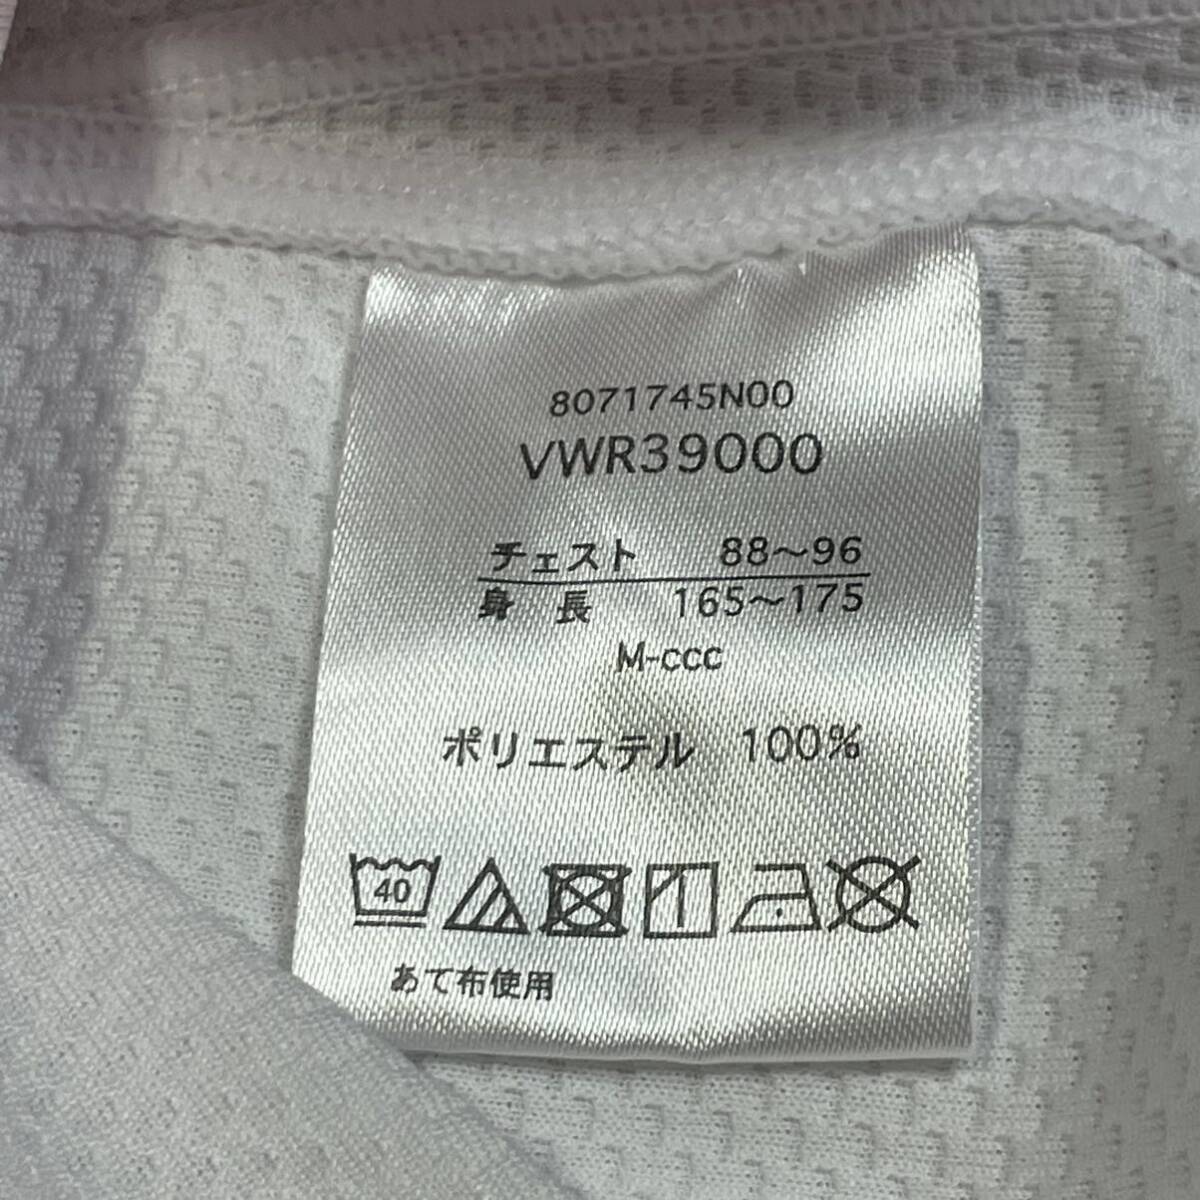 8071745N00
VWR39000
チェスト 88～96
身 長 165～175
M-ccc
ポリエステル 100%
40
あて布使用